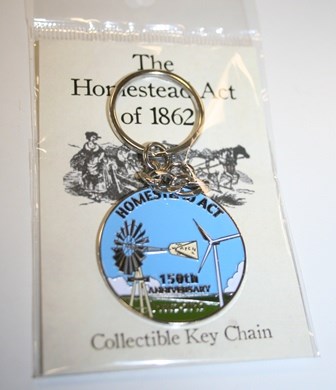 The
Homestead Act
of 1862
HOMESTEAD ACT
150th
ANNIVERSARY
Collectible Key Chain